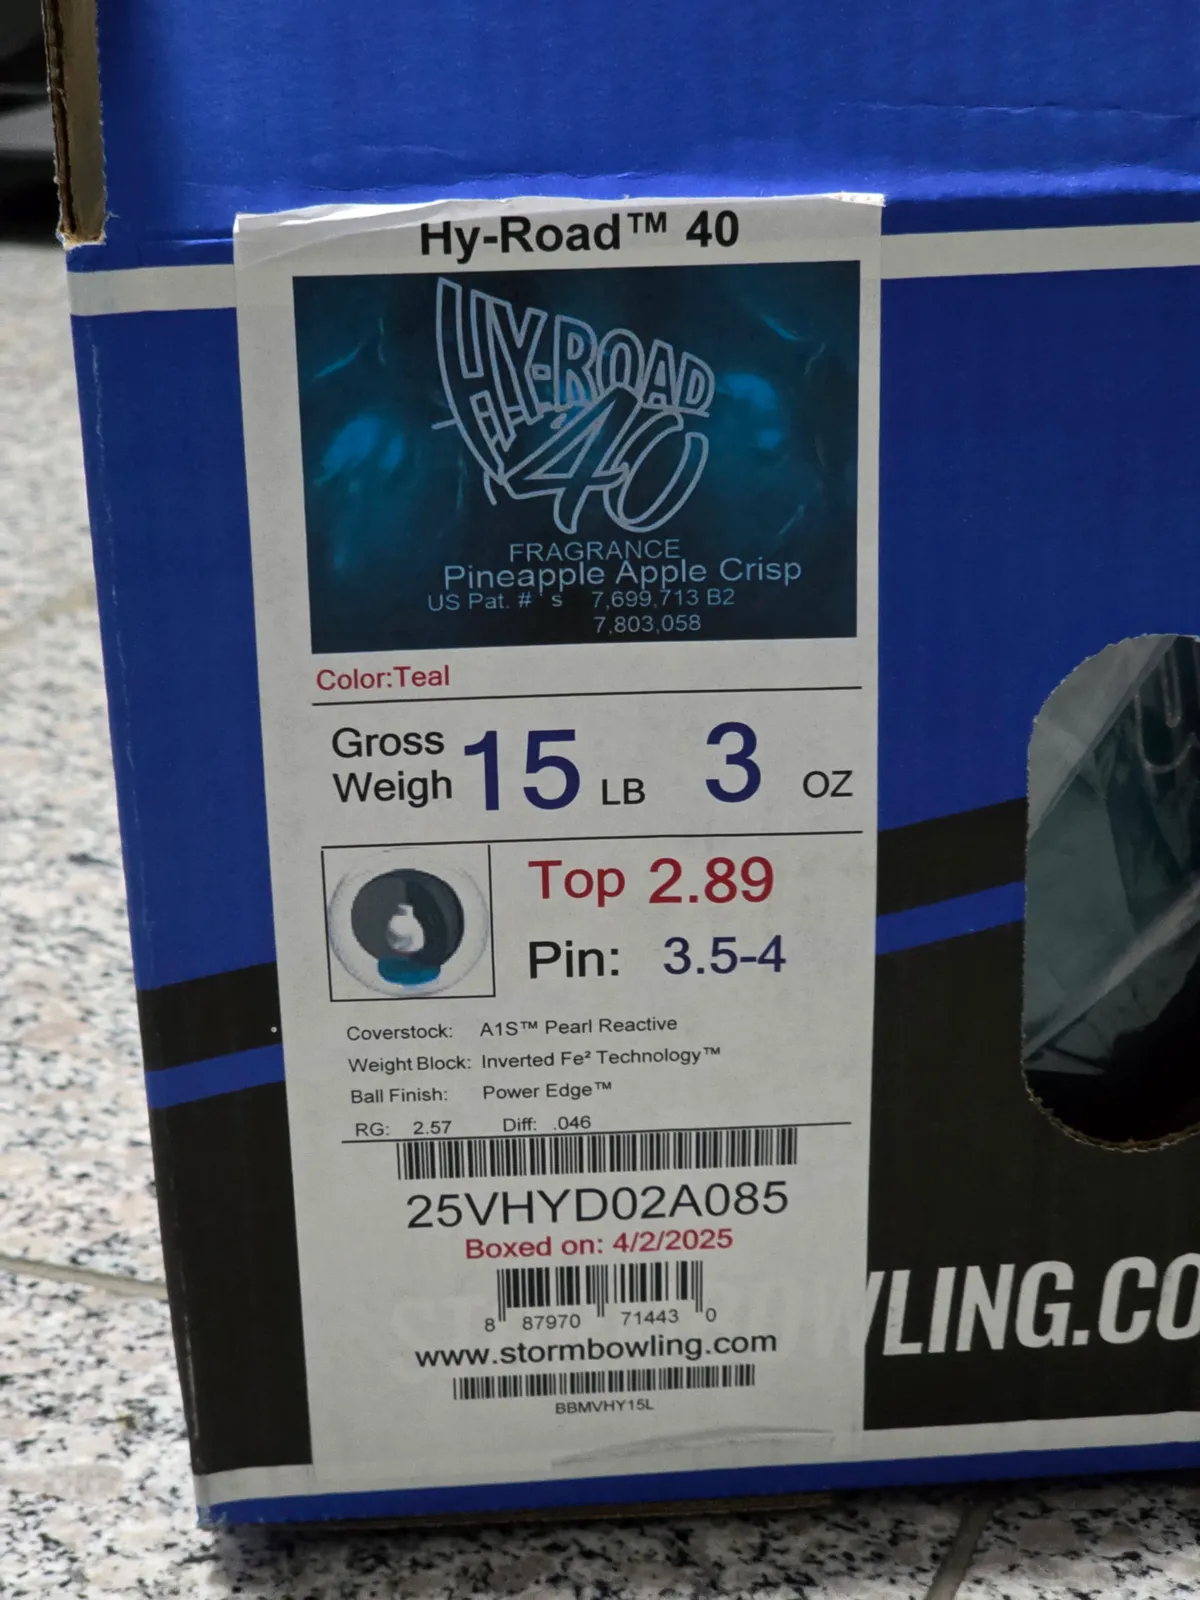 Hy-Road™ 40
HY-ROAD
40
FRAGRANCE
Pineapple Apple Crisp
US Pat. # ' s 7,699,713 B2
7,803,058
Color:Teal
Gross
Weigh 15 LB 3 OZ
Top 2.89
Pin: 3.5-4
Coverstock: A1S™ Pearl Reactive
Weight Block: Inverted Fe² Technology™
Ball Finish: Power Edge™
RG: 2.57 Diff: .046
25VHYD02A085
Boxed on: 4/2/2025
8 87970 71443 0
www.stormbowling.com
BBMVHY15L
WLING.CO